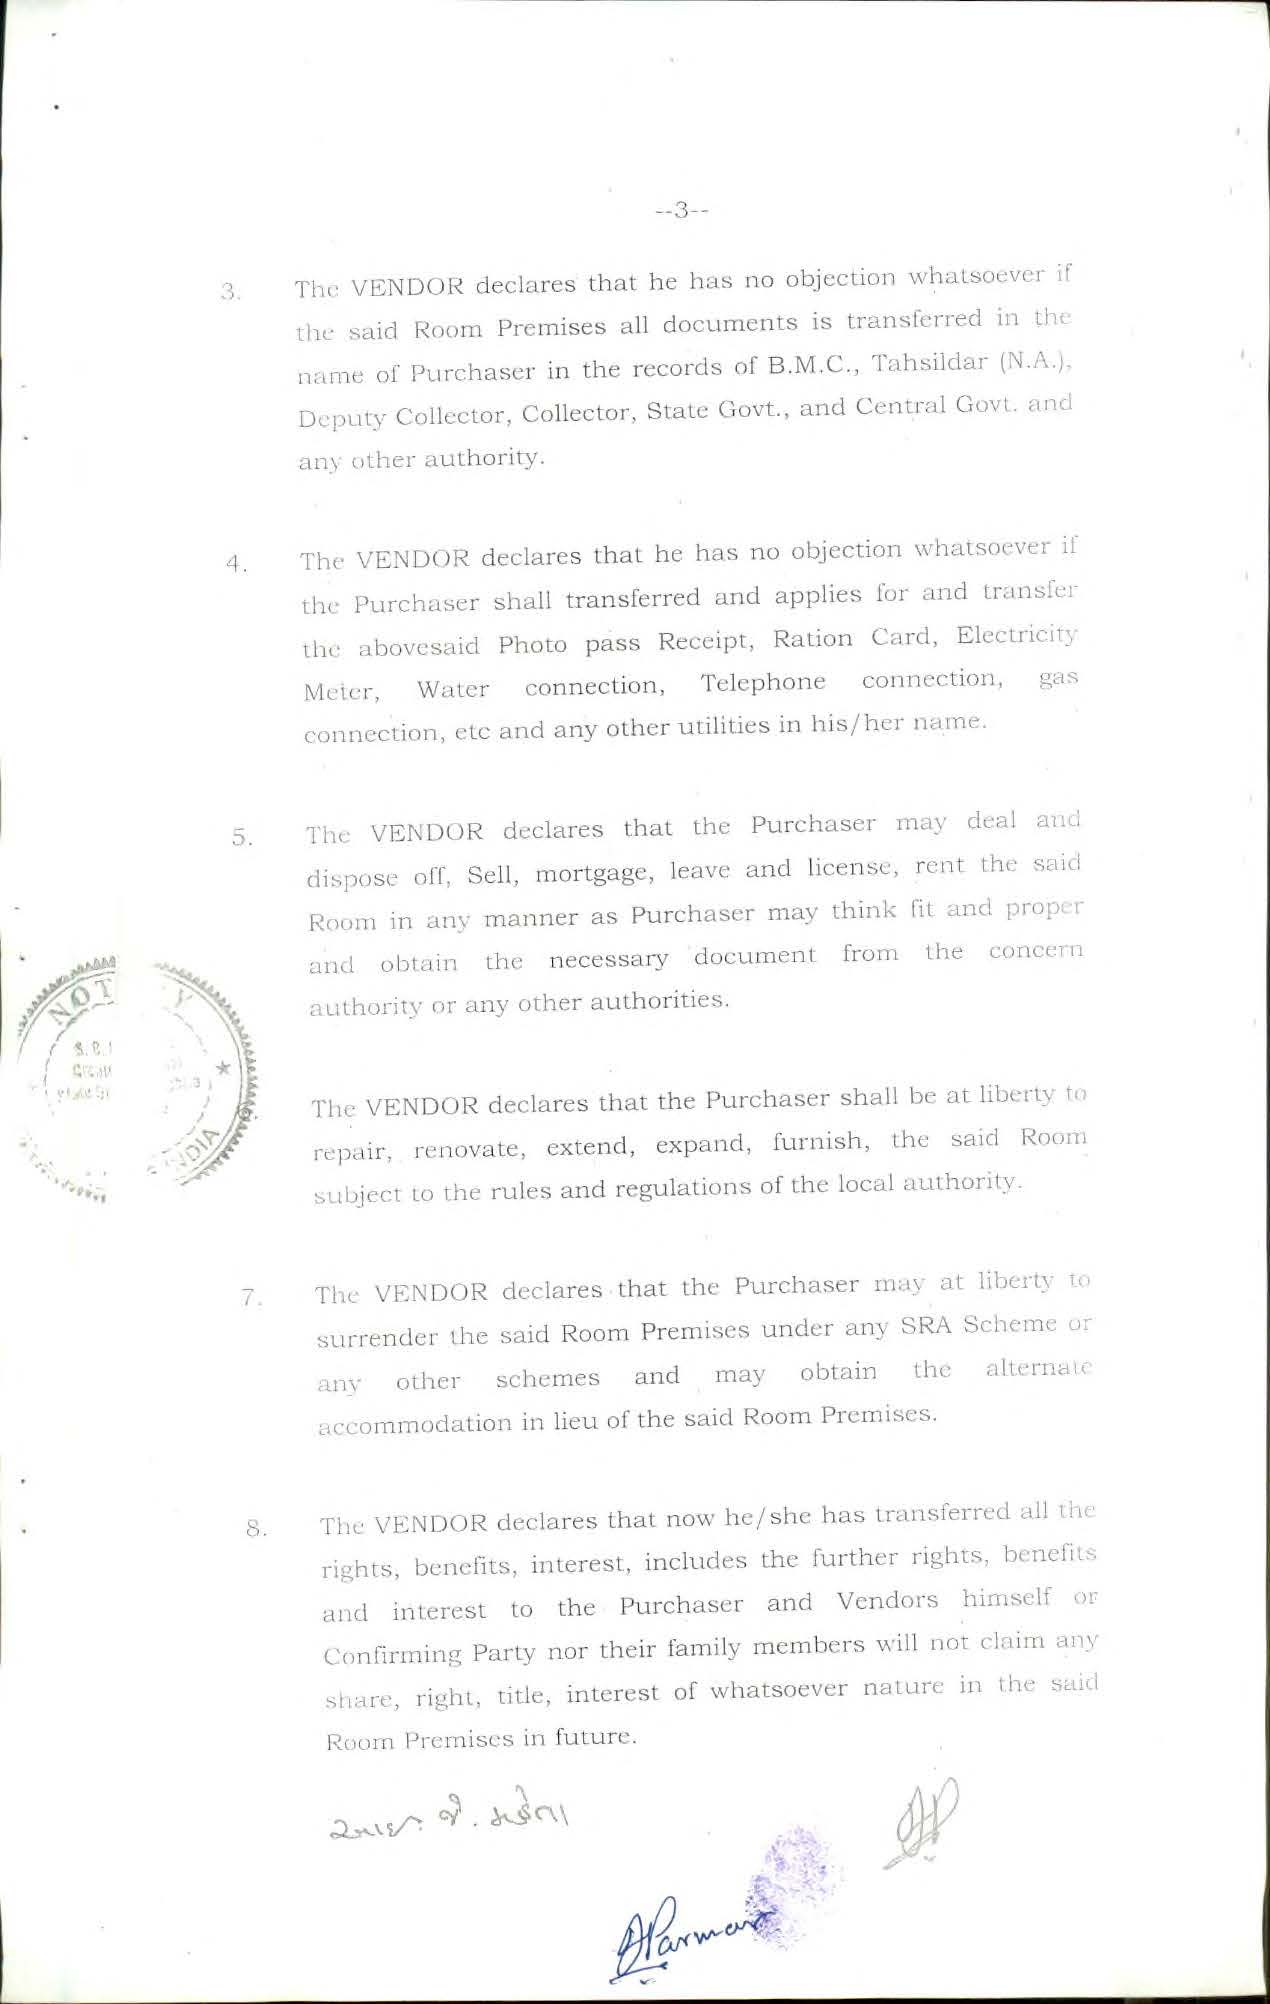 --3--
3. The VENDOR declares that he has no objection whatsoever if
the said Room Premises all documents is transferred in the
name of Purchaser in the records of B.M.C., Tahsildar (N.A.),
Deputy Collector, Collector, State Govt., and Central Govt. and
any other authority.
4. The VENDOR declares that he has no objection whatsoever if
the Purchaser shall transferred and applies for and transfer
the abovesaid Photo pass Receipt, Ration Card, Electricity
Meter, Water connection, Telephone connection, gas
connection, etc and any other utilities in his/her name.
5. The VENDOR declares that the Purchaser may deal and
dispose off, Sell, mortgage, leave and license, rent the said
Room in any manner as Purchaser may think fit and proper
and obtain the necessary document from the concern
authority or any other authorities.
The VENDOR declares that the Purchaser shall be at liberty to
repair, renovate, extend, expand, furnish, the said Room
subject to the rules and regulations of the local authority.
7. The VENDOR declares that the Purchaser may at liberty to
surrender the said Room Premises under any SRA Scheme or
any other schemes and may obtain the alternate
accommodation in lieu of the said Room Premises.
8. The VENDOR declares that now he/she has transferred all the
rights, benefits, interest, includes the further rights, benefits
and interest to the Purchaser and Vendors himself or
Confirming Party nor their family members will not claim any
share, right, title, interest of whatsoever nature in the said
Room Premises in future.
AParmar